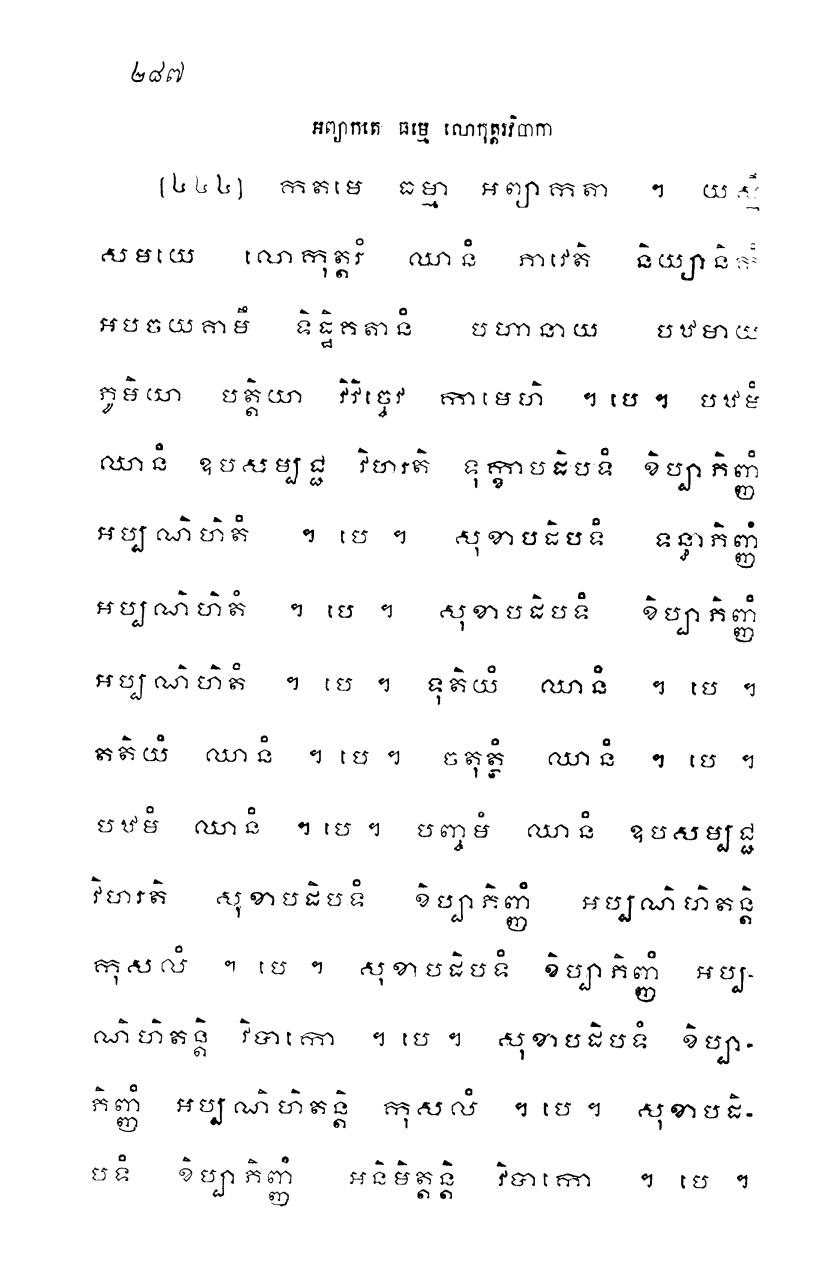 ២៨៧
អព្យាកតេ ធម្មេ លោកុត្តរវិបាកា
(៤៤៤) កតមេ ធម្មា អព្យាកតា ។ យស្មឹ
សមយេ លោកុត្តរំ ឈានំ ភាវេតិ និយ្យានិកំ
អបចយគាមឹ ទិដ្ឋិគតានំ បហានាយ បឋមាយ
ភូមិយា បត្តិយា វិវិច្ចេវ កាមេហិ ។ បេ ។ បឋមំ
ឈានំ ឧបសម្បជ្ជ វិហរតិ ទុក្ខាបដិបទំ ខិប្បាភិញ្ញំ
អប្បណិហិតំ ។ បេ ។ សុខាបដិបទំ ទន្ធាភិញ្ញំ
អប្បណិហិតំ ។ បេ ។ សុខាបដិបទំ ខិប្បាភិញ្ញំ
អប្បណិហិតំ ។ បេ ។ ទុតិយំ ឈានំ ។ បេ ។
តតិយំ ឈានំ ។ បេ ។ ចតុត្ថំ ឈានំ ។ បេ ។
បឋមំ ឈានំ ។ បេ ។ បញ្ចមំ ឈានំ ឧបសម្បជ្ជ
វិហរតិ សុខាបដិបទំ ខិប្បាភិញ្ញំ អប្បណិហិតន្តិ
កុសលំ ។ បេ ។ សុខាបដិបទំ ខិប្បាភិញ្ញំ អប្ប-
ណិហិតន្តិ វិបាកោ ។ បេ ។ សុខាបដិបទំ ខិប្បា-
ភិញ្ញំ អប្បណិហិតន្តិ កុសលំ ។ បេ ។ សុខាបដិ-
បទំ ខិប្បាភិញ្ញំ អនិមិត្តន្តិ វិបាកោ ។ បេ ។